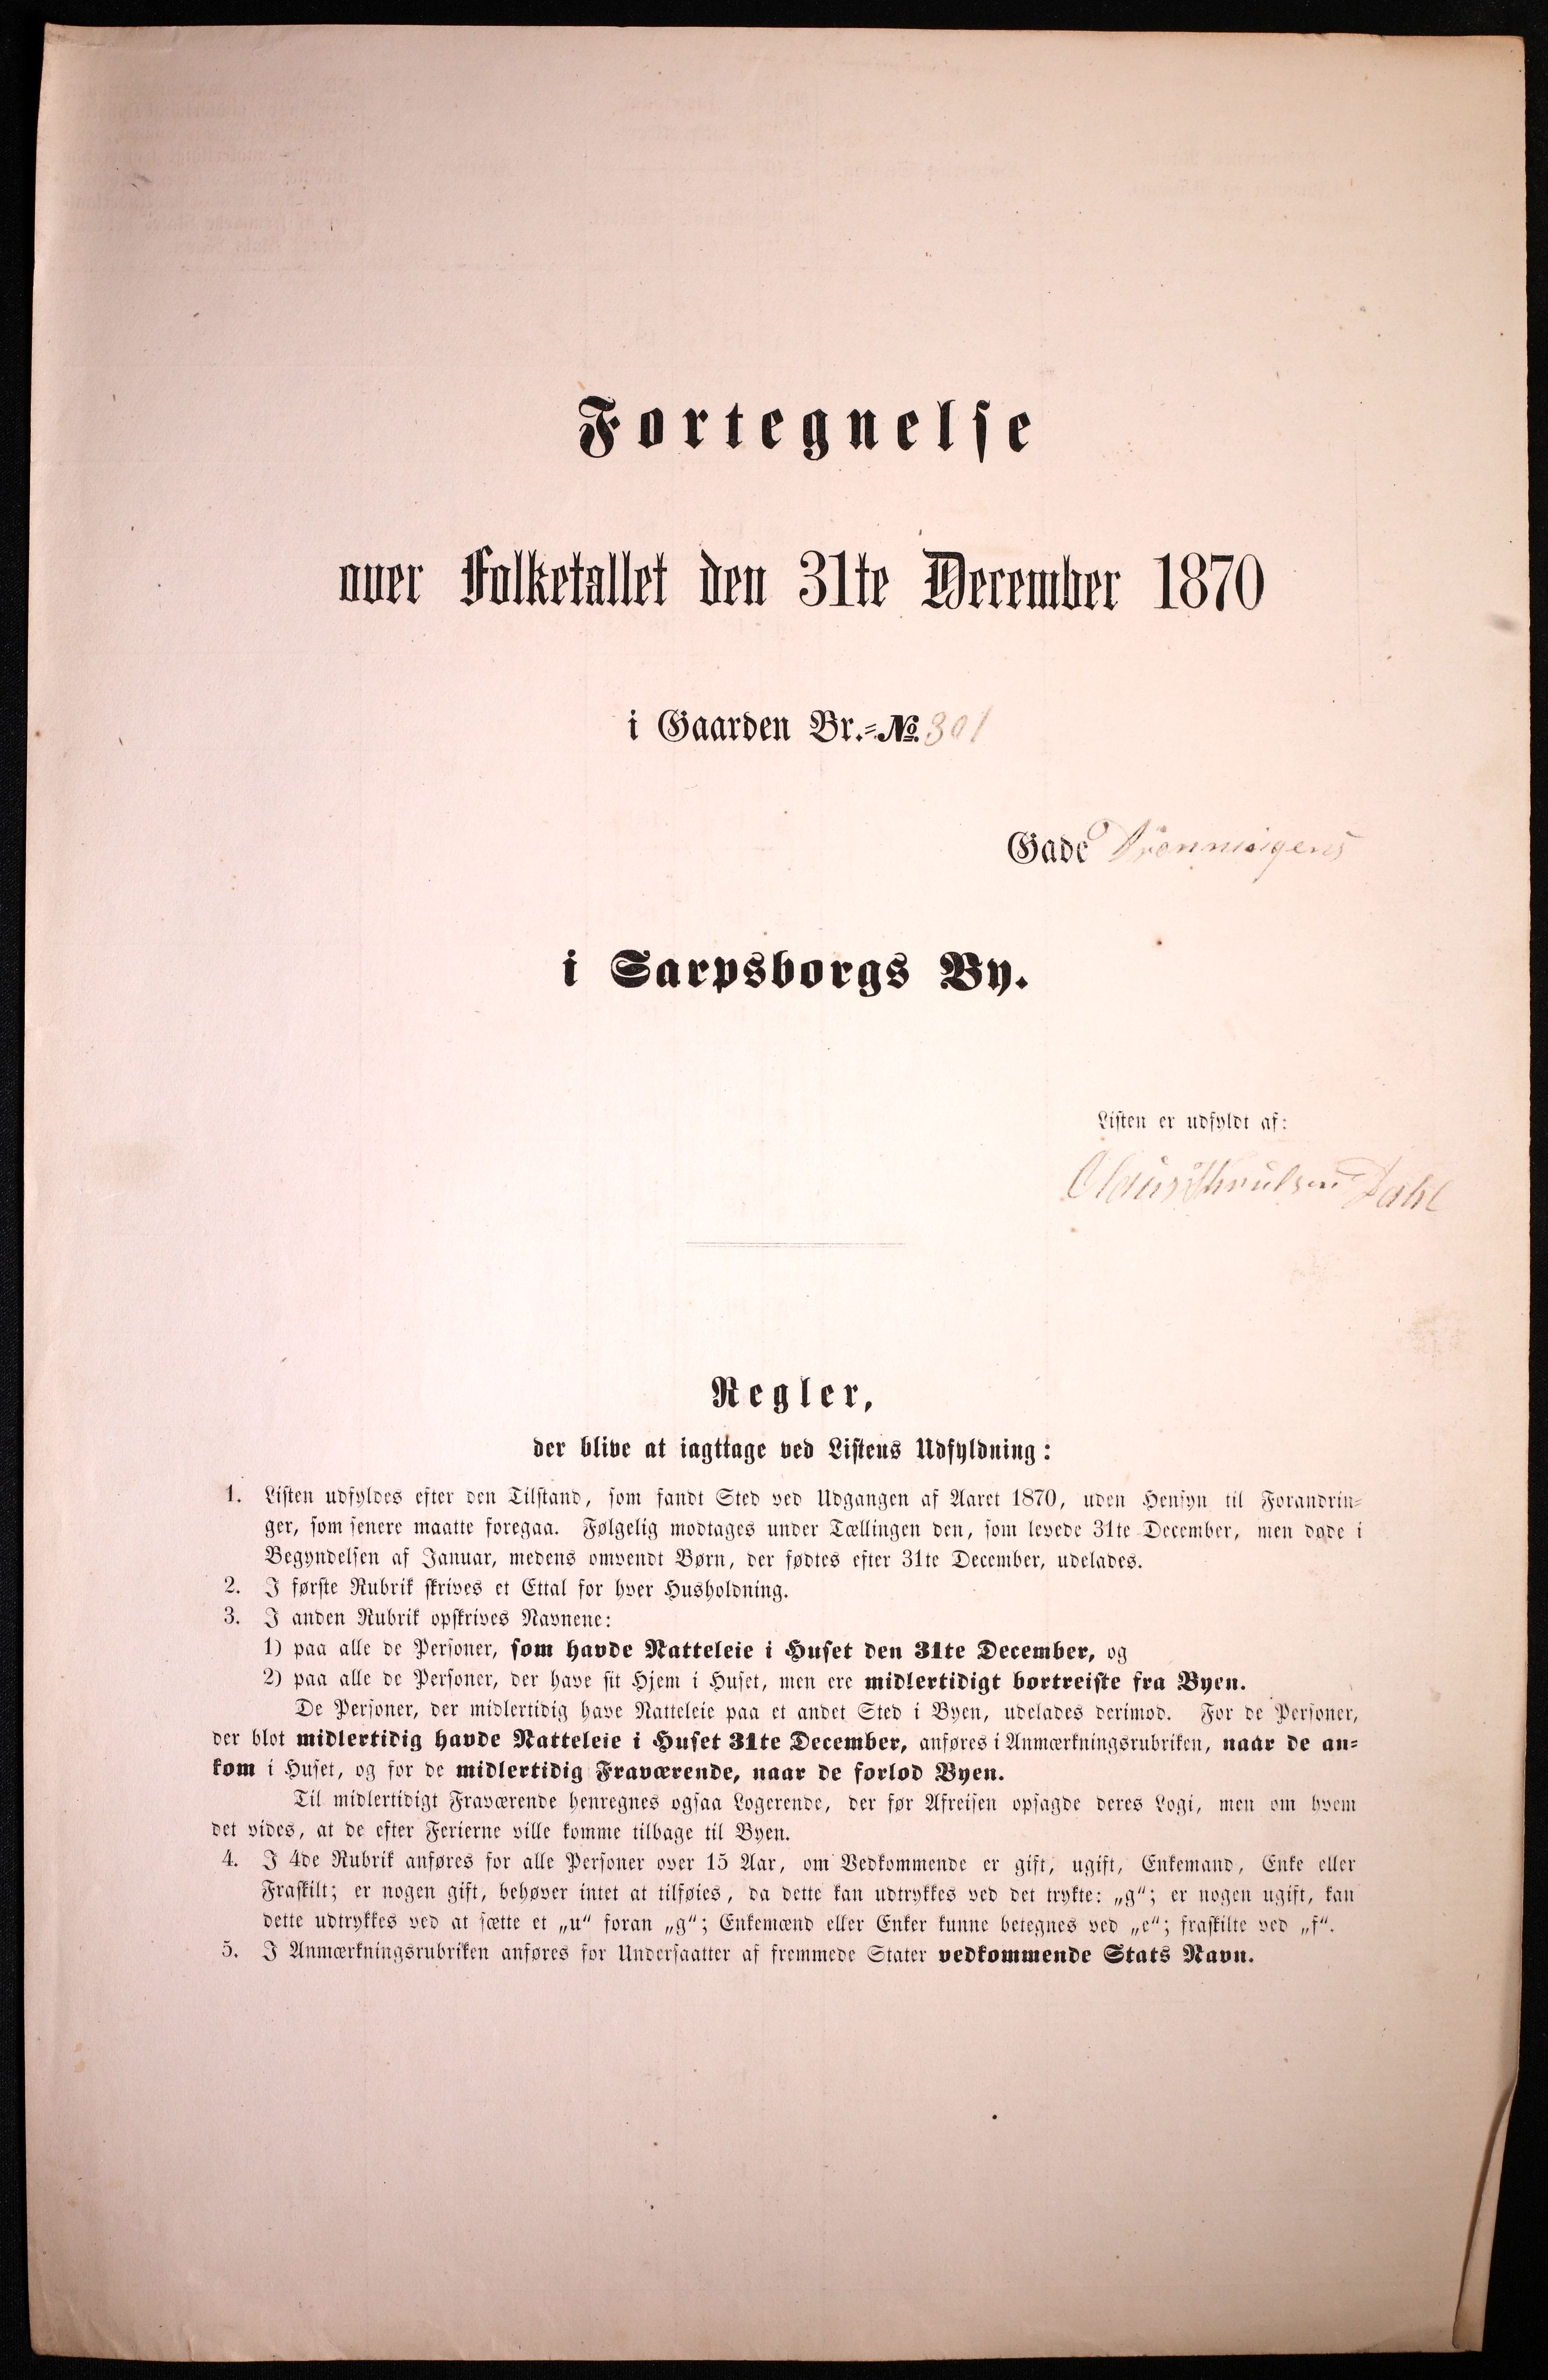 Fortegnelse
over Folketallet den 31te December 1870
i Gaarden Br.=No. 301
Gade Dronningens
i Sarpsborgs By.
Listen er udfyldt af:
Dahl
Regler,
der blive at iagttage ved Listens Udfyldning:
1. Listen udfyldes efter den Tilstand, som fandt Sted ved Udgangen af Aaret 1870, uden Hensyn til Forandrin=
ger, som senere maatte foregaa. Følgelig modtages under Tællingen den, som levede 31te December, men døde i
Begyndelsen af Januar, medens omvendt Børn, der fødtes efter 31te December, udelades.
2. I første Rubrik skrives et Ettal for hver Husholdning.
3. I anden Rubrik opskrives Navnene:
1) paa alle de Personer, som havde Natteleie i Huset den 31te December, og
2) paa alle de Personer, der have sit Hjem i Huset, men ere midlertidigt bortreiste fra Byen.
De Personer, der midlertidig have Natteleie paa et andet Sted i Byen, udelades derimod. For de Personer,
der blot midlertidig havde Natteleie i Huset 31te December, anføres i Anmærkningsrubriken, naar de an=
kom i Huset, og for de midlertidig Fraværende, naar de forlod Byen.
Til midlertidigt Fraværende henregnes ogsaa Logerende, der før Afreisen opsagde deres Logi, men om hvem
det vides, at de efter Ferierne ville komme tilbage til Byen.
4. I 4de Rubrik anføres for alle Personer over 15 Aar, om Vedkommende er gift, ugift, Enkemand, Enke eller
Fraskilt; er nogen gift, behøver intet at tilføies, da dette kan udtrykkes ved det trykte: „g“; er nogen ugift, kan
dette udtrykkes ved at sætte et „u“ foran „g“; Enkemænd eller Enker kunne betegnes ved „e“; fraskilte ved „f“.
5. I Anmærkningsrubriken anføres for Undersaatter af fremmede Stater vedkommende Stats Navn.